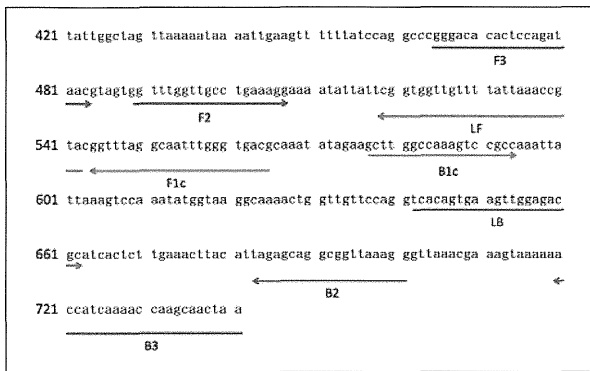 421 tattggctag ttaaaaataaa aattgaagtt ttttatccag gcccgggaca cactccagat
F3
481 aacgtagtgg tttggttgcc tgaaaggaaa atattattcg gtggttgttt tattaaaccg
F2
LF
541 tacggtttag gcaatttggg tgacgcaaat atagaagctt ggccaaagtc cgccaaatta
F1c
B1c
601 ttaaagtcca aatatggtaa ggcaaaactg gttgttccag gtcacagtga agttggagac
LB
661 gcatcactct tgaaacttac attagagcag gcggttaaag ggttaaacga aagtaaaaaa
B2
721 ccatcaaaac caagcaacta a
B3